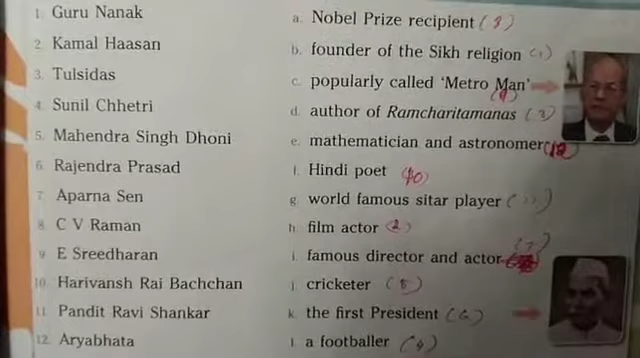 1. Guru Nanak a. Nobel Prize recipient (8)
2. Kamal Haasan b. founder of the Sikh religion (1)
3. Tulsidas c. popularly called ‘Metro Man’ (9)
4. Sunil Chhetri d. author of Ramcharitamanas (3)
5. Mahendra Singh Dhoni e. mathematician and astronomer (12)
6. Rajendra Prasad f. Hindi poet (10)
7. Aparna Sen g. world famous sitar player (11)
8. C V Raman h. film actor (2)
9. E Sreedharan i. famous director and actor (7)
10. Harivansh Rai Bachchan j. cricketer (5)
11. Pandit Ravi Shankar k. the first President (6)
12. Aryabhata l. a footballer (4)